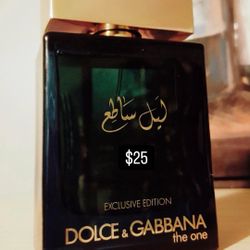 ليل ساطع
$25
EXCLUSIVE EDITION
DOLCE & GABBANA
the one